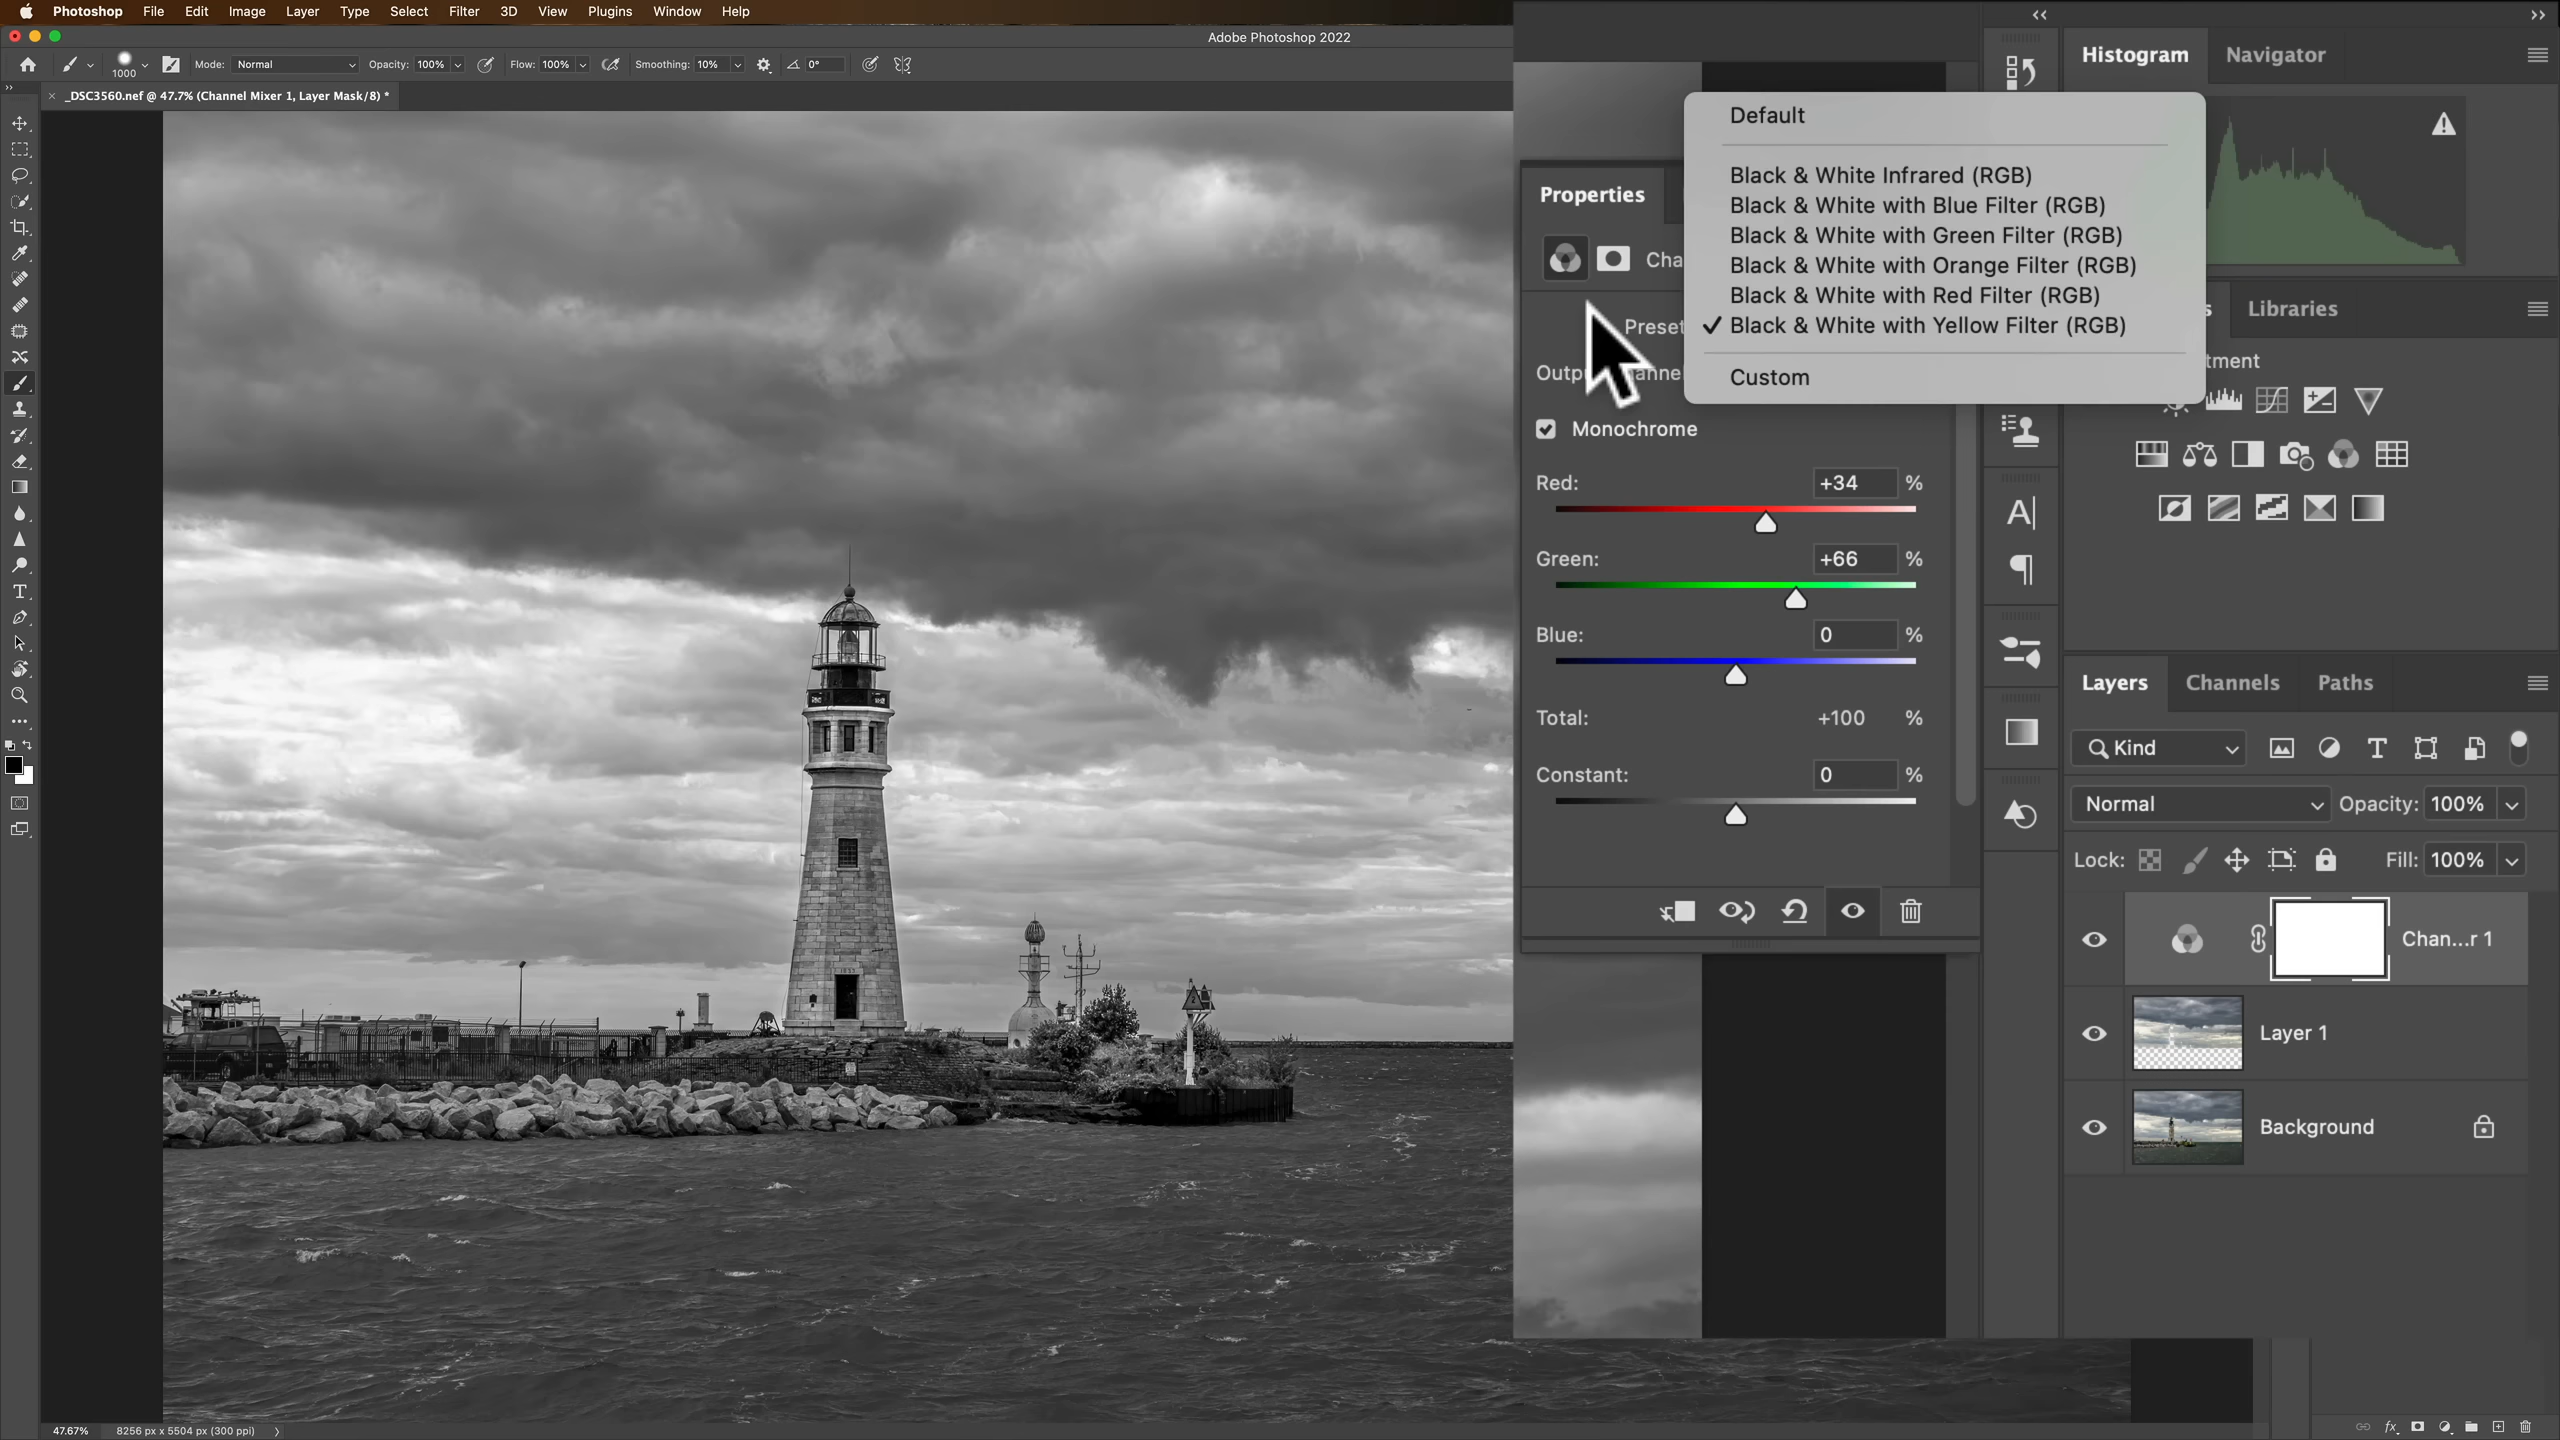 Photoshop File Edit Image Layer Type Select Filter 3D View Plugins Window Help
Adobe Photoshop 2022
1000 Mode: Normal Opacity: 100% Flow: 100% Smoothing: 10% 0°
_DSC3560.nef @ 47.7% (Channel Mixer 1, Layer Mask/8) *
Histogram Navigator
Default
Black & White Infrared (RGB)
Black & White with Blue Filter (RGB)
Black & White with Green Filter (RGB)
Black & White with Orange Filter (RGB)
Black & White with Red Filter (RGB)
Black & White with Yellow Filter (RGB)
Custom
Properties
Cha
Preset
Outp annel
Monochrome
Red: +34 %
Green: +66 %
Blue: 0 %
Total: +100 %
Constant: 0 %
s Libraries
tment
Layers Channels Paths
Kind
Normal Opacity: 100%
Lock: Fill: 100%
Chan...r 1
Layer 1
Background
1833
2
47.67% 8256 px x 5504 px (300 ppi)